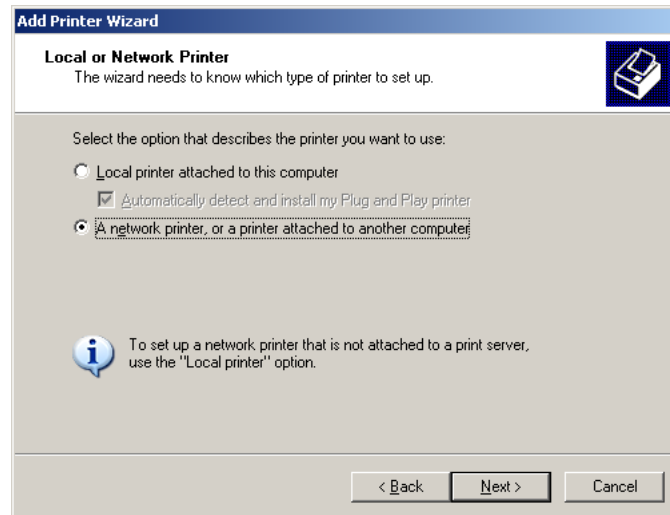 Add Printer Wizard
Local or Network Printer
The wizard needs to know which type of printer to set up.
Select the option that describes the printer you want to use:
Local printer attached to this computer
Automatically detect and install my Plug and Play printer
A network printer, or a printer attached to another computer
To set up a network printer that is not attached to a print server,
use the "Local printer" option.
< Back
Next >
Cancel